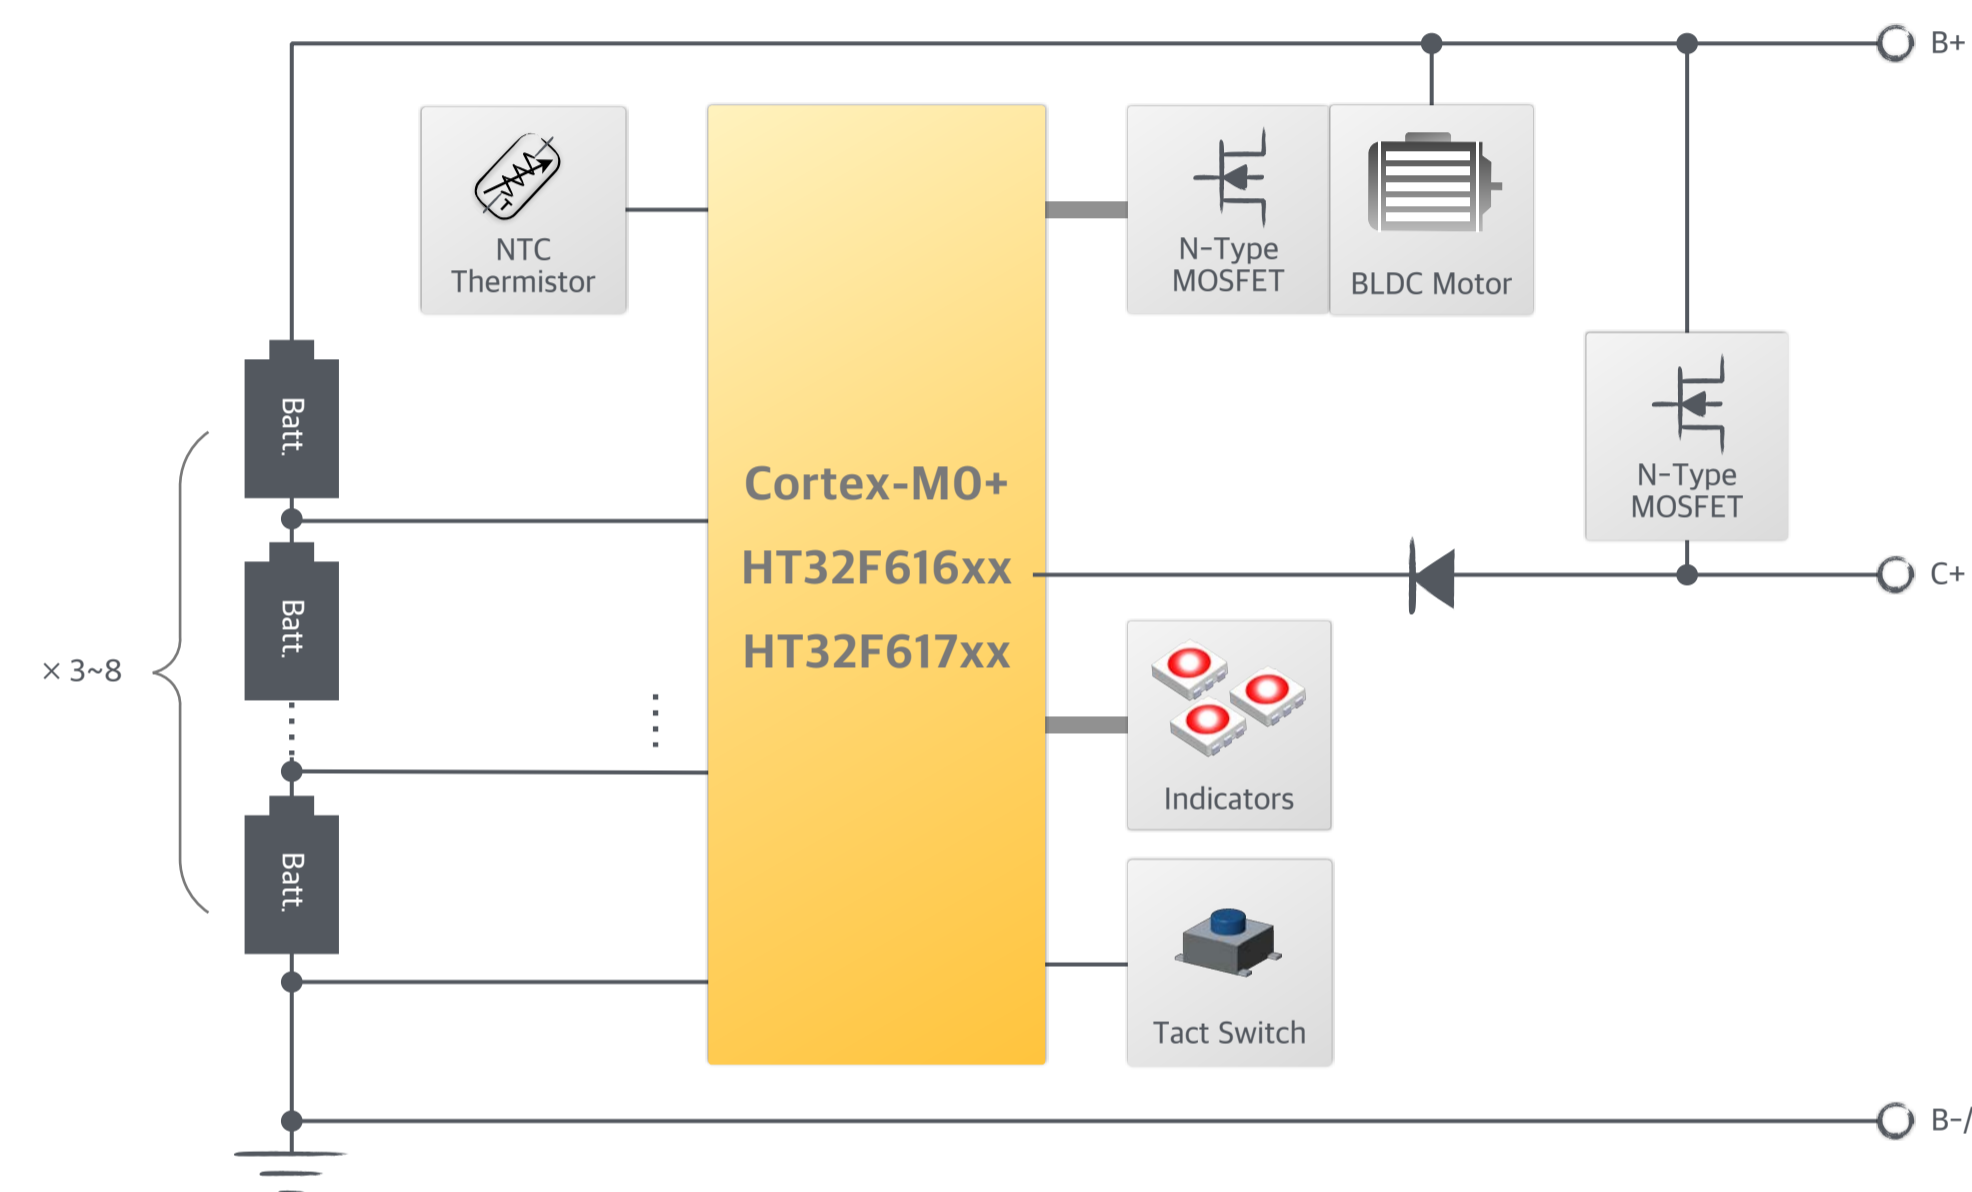 B+
NTC
Thermistor
N-Type
MOSFET
BLDC Motor
Batt.
N-Type
MOSFET
Cortex-M0+
HT32F616xx
HT32F617xx
C+
Batt.
× 3~8
Indicators
Batt.
Tact Switch
B-/